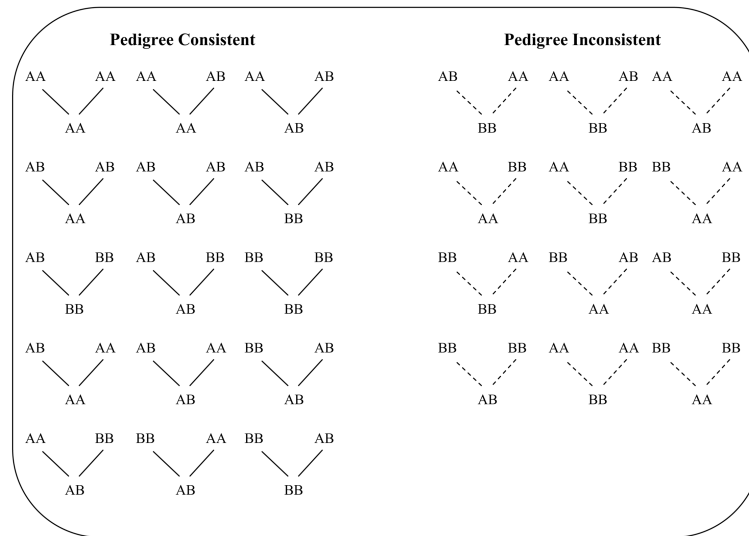 Pedigree Consistent Pedigree Inconsistent
AA AA AA AB AA AB AB AA AA AB AA AA
AA AA AB BB BB AB
AB AB AB AB AB AB AA BB AA BB BB AA
AA AB BB AA BB AA
AB BB AB BB BB BB BB AA BB AB AB BB
BB AB BB BB AA AA
AB AA AB AA BB AB BB BB AA AA BB BB
AA AB AB AB BB AA
AA BB BB AA BB AB
AB AB BB